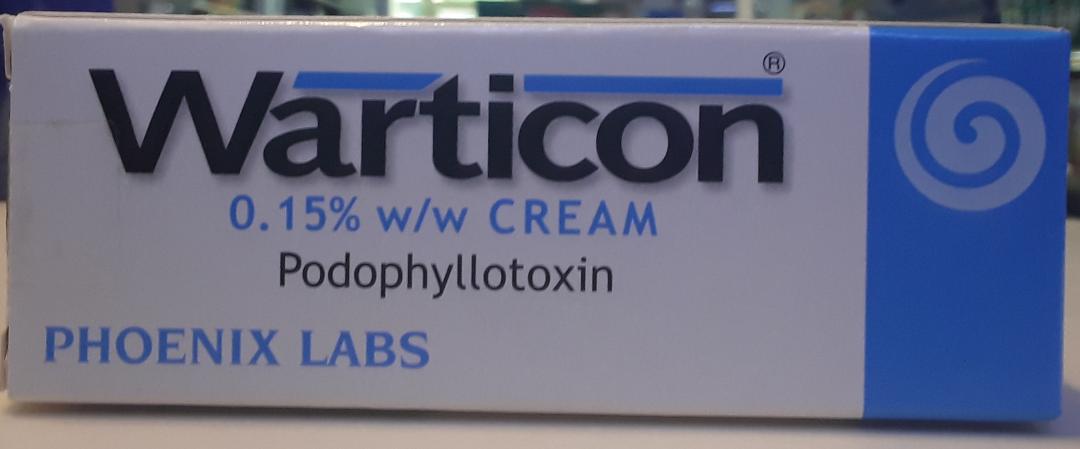 Warticon®
0.15% w/w CREAM
Podophyllotoxin
PHOENIX LABS